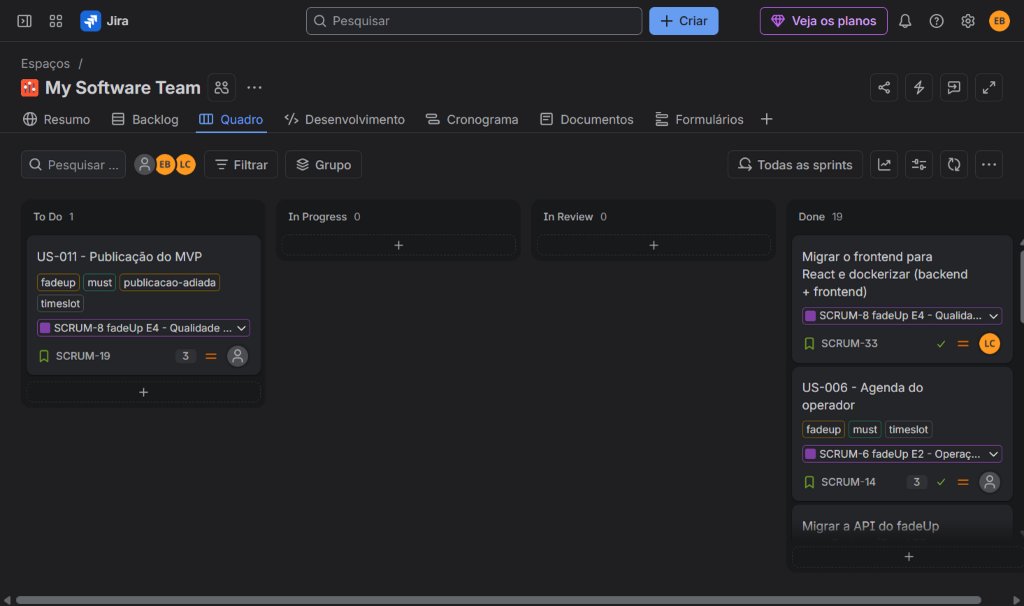 Jira
Pesquisar
Criar
Veja os planos
EB
Espaços /
My Software Team
Resumo
Backlog
Quadro
Desenvolvimento
Cronograma
Documentos
Formulários
Pesquisar ...
EB
LC
Filtrar
Grupo
Todas as sprints
To Do 1
US-011 - Publicação do MVP
fadeup must publicacao-adiada
timeslot
SCRUM-8 fadeUp E4 - Qualidade ...
SCRUM-19 3
In Progress 0
In Review 0
Done 19
Migrar o frontend para
React e dockerizar (backend
+ frontend)
SCRUM-8 fadeUp E4 - Qualida...
SCRUM-33 LC
US-006 - Agenda do
operador
fadeup must timeslot
SCRUM-6 fadeUp E2 - Operaç...
SCRUM-14 3
Migrar a API do fadeUp